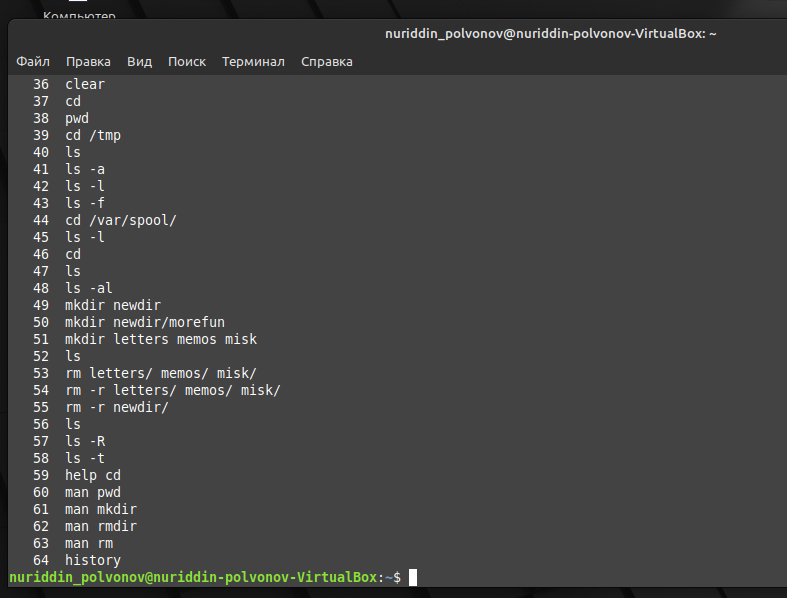 Компьютер
nuriddin_polvonov@nuriddin-polvonov-VirtualBox: ~
Файл Правка Вид Поиск Терминал Справка
36 clear
37 cd
38 pwd
39 cd /tmp
40 ls
41 ls -a
42 ls -l
43 ls -f
44 cd /var/spool/
45 ls -l
46 cd
47 ls
48 ls -al
49 mkdir newdir
50 mkdir newdir/morefun
51 mkdir letters memos misk
52 ls
53 rm letters/ memos/ misk/
54 rm -r letters/ memos/ misk/
55 rm -r newdir/
56 ls
57 ls -R
58 ls -t
59 help cd
60 man pwd
61 man mkdir
62 man rmdir
63 man rm
64 history
nuriddin_polvonov@nuriddin-polvonov-VirtualBox:~$